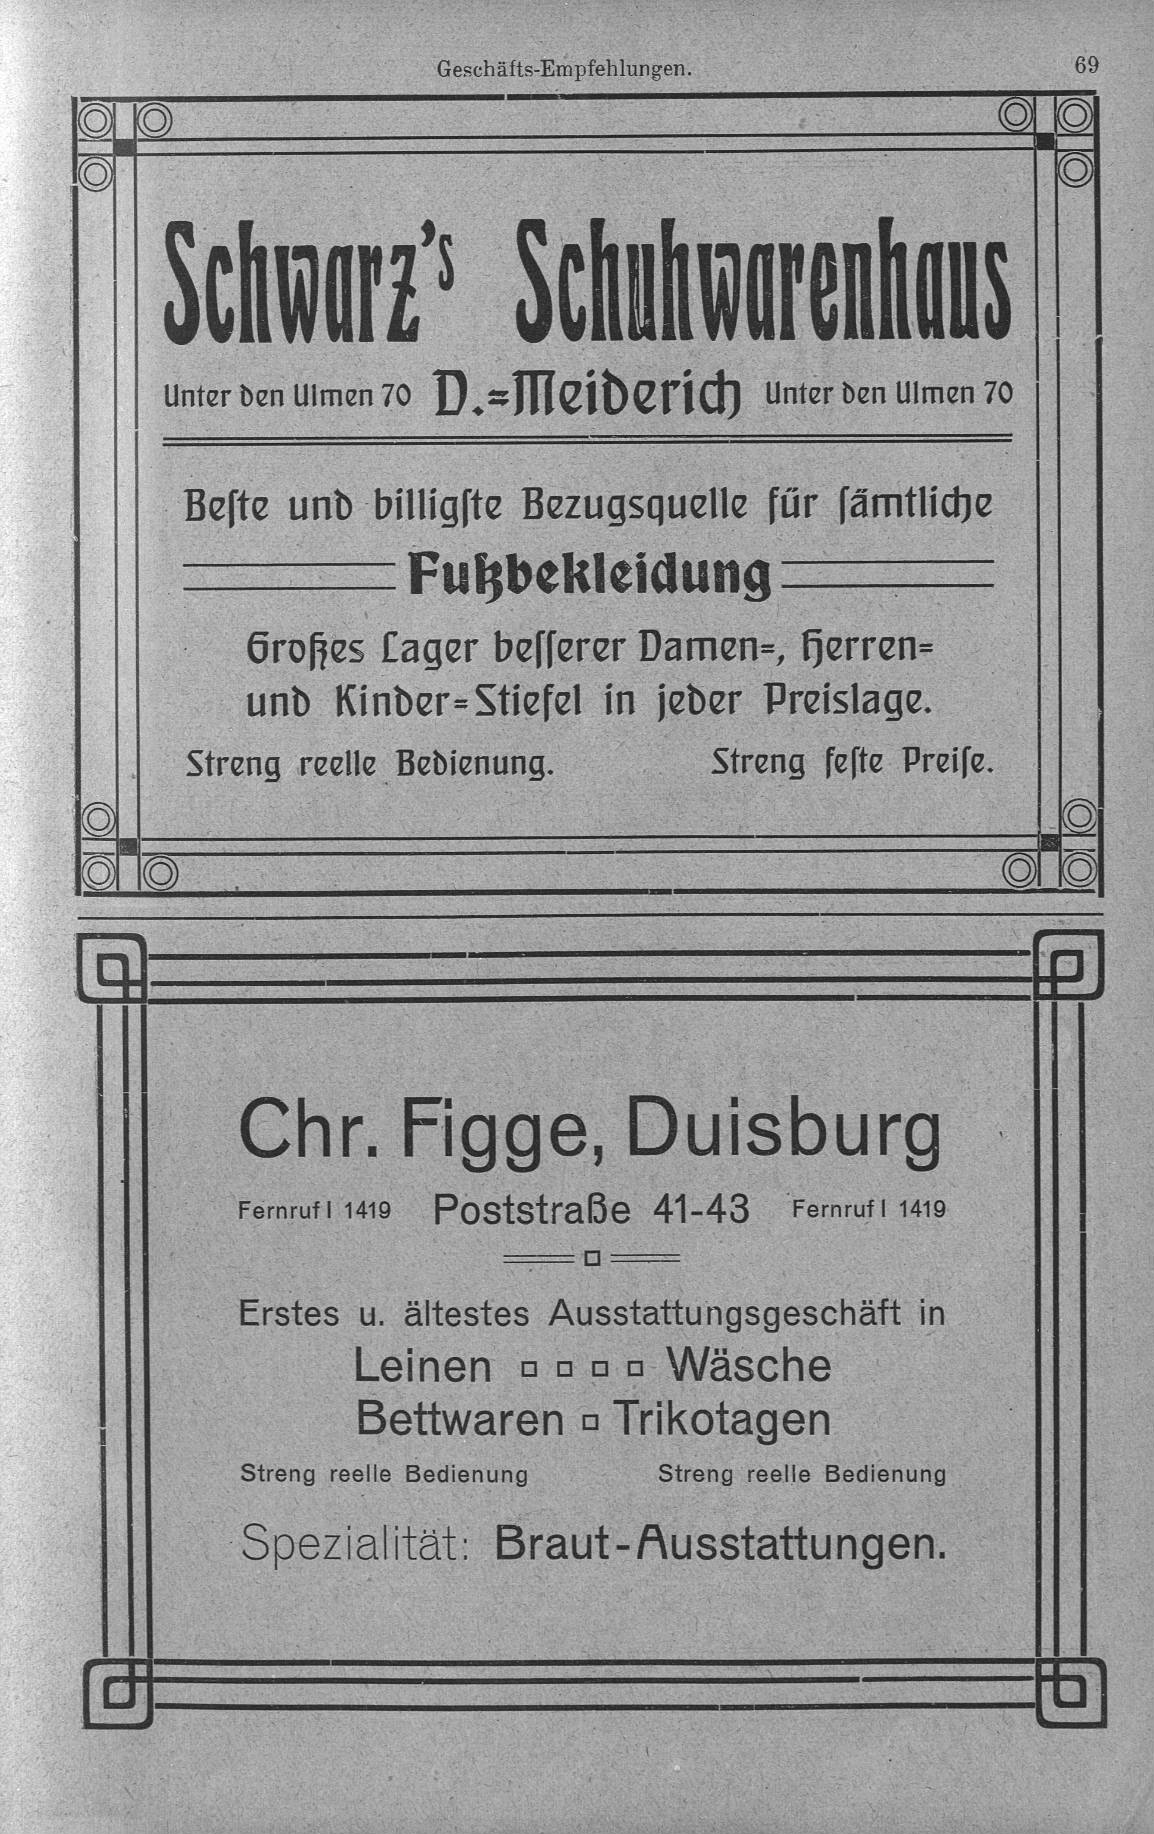 Geschäfts-Empfehlungen. 69
Schwarz's Schuhwarenhaus
Unter den Ulmen 70 D.=Meiderich Unter den Ulmen 70
Beſte und billigſte Bezugsquelle für ſämtliche
Fußbekleidung
Großes Lager beſſerer Damen=, Herren=
und Kinder=Stiefel in jeder Preislage.
Streng reelle Bedienung. Streng feſte Preiſe.
Chr. Figge, Duisburg
Fernruf I 1419 Poststraße 41-43 Fernruf I 1419
Erstes u. ältestes Ausstattungsgeschäft in
Leinen ▫ ▫ ▫ ▫ Wäsche
Bettwaren ▫ Trikotagen
Streng reelle Bedienung Streng reelle Bedienung
Spezialität: Braut-Ausstattungen.